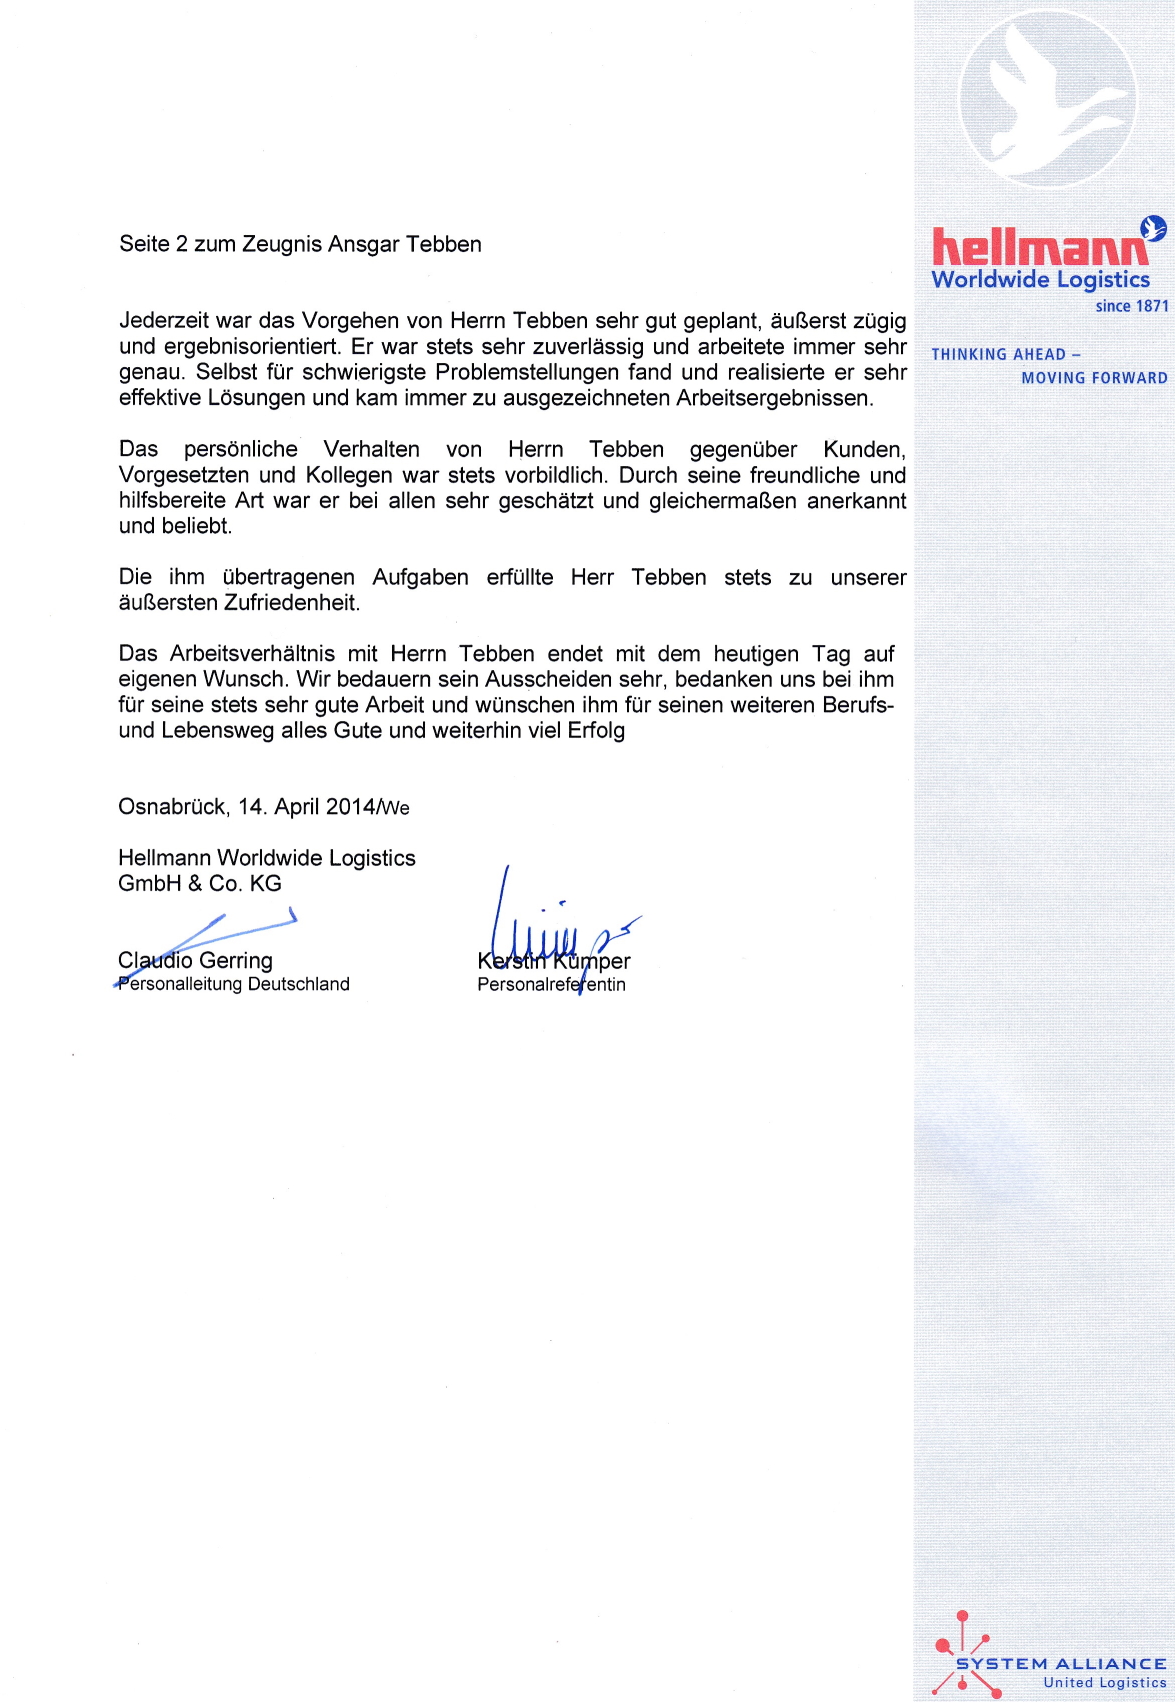 Seite 2 zum Zeugnis Ansgar Tebben
Jederzeit war das Vorgehen von Herrn Tebben sehr gut geplant, äußerst zügig
und ergebnisorientiert. Er war stets sehr zuverlässig und arbeitete immer sehr
genau. Selbst für schwierigste Problemstellungen fand und realisierte er sehr
effektive Lösungen und kam immer zu ausgezeichneten Arbeitsergebnissen.
Das persönliche Verhalten von Herrn Tebben gegenüber Kunden,
Vorgesetzten und Kollegen war stets vorbildlich. Durch seine freundliche und
hilfsbereite Art war er bei allen sehr geschätzt und gleichermaßen anerkannt
und beliebt.
Die ihm übertragenen Aufgaben erfüllte Herr Tebben stets zu unserer
äußersten Zufriedenheit.
Das Arbeitsverhältnis mit Herrn Tebben endet mit dem heutigen Tag auf
eigenen Wunsch. Wir bedauern sein Ausscheiden sehr, bedanken uns bei ihm
für seine stets sehr gute Arbeit und wünschen ihm für seinen weiteren Berufs-
und Lebensweg alles Gute und weiterhin viel Erfolg
Osnabrück, 14. April 2014/We
Hellmann Worldwide Logistics
GmbH & Co. KG
Claudio Gerring
Personalleitung Deutschland
Kerstin Kümper
Personalreferentin
hellmann
Worldwide Logistics
since 1871
THINKING AHEAD –
MOVING FORWARD
SYSTEM ALLIANCE
United Logistics